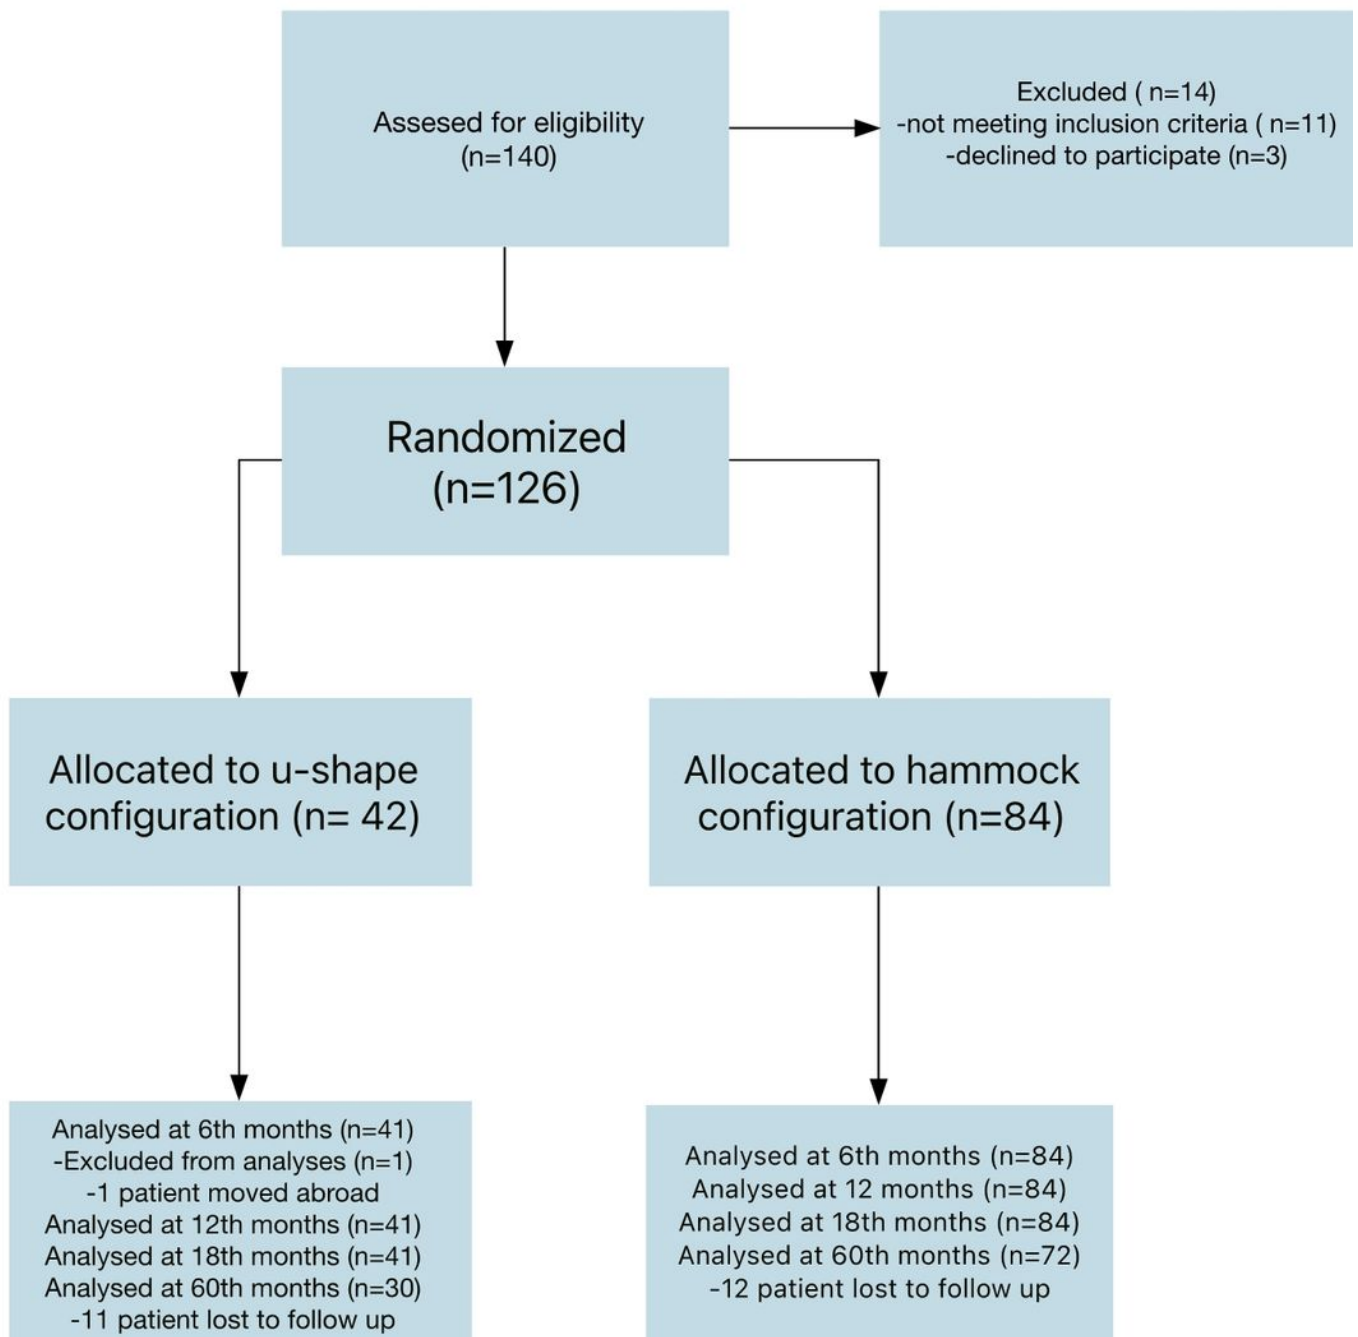 Assesed for eligibility
(n=140)
Excluded ( n=14)
-not meeting inclusion criteria ( n=11)
-declined to participate (n=3)
Randomized
(n=126)
Allocated to u-shape
configuration (n= 42)
Allocated to hammock
configuration (n=84)
Analysed at 6th months (n=41)
-Excluded from analyses (n=1)
-1 patient moved abroad
Analysed at 12th months (n=41)
Analysed at 18th months (n=41)
Analysed at 60th months (n=30)
-11 patient lost to follow up
Analysed at 6th months (n=84)
Analysed at 12 months (n=84)
Analysed at 18th months (n=84)
Analysed at 60th months (n=72)
-12 patient lost to follow up